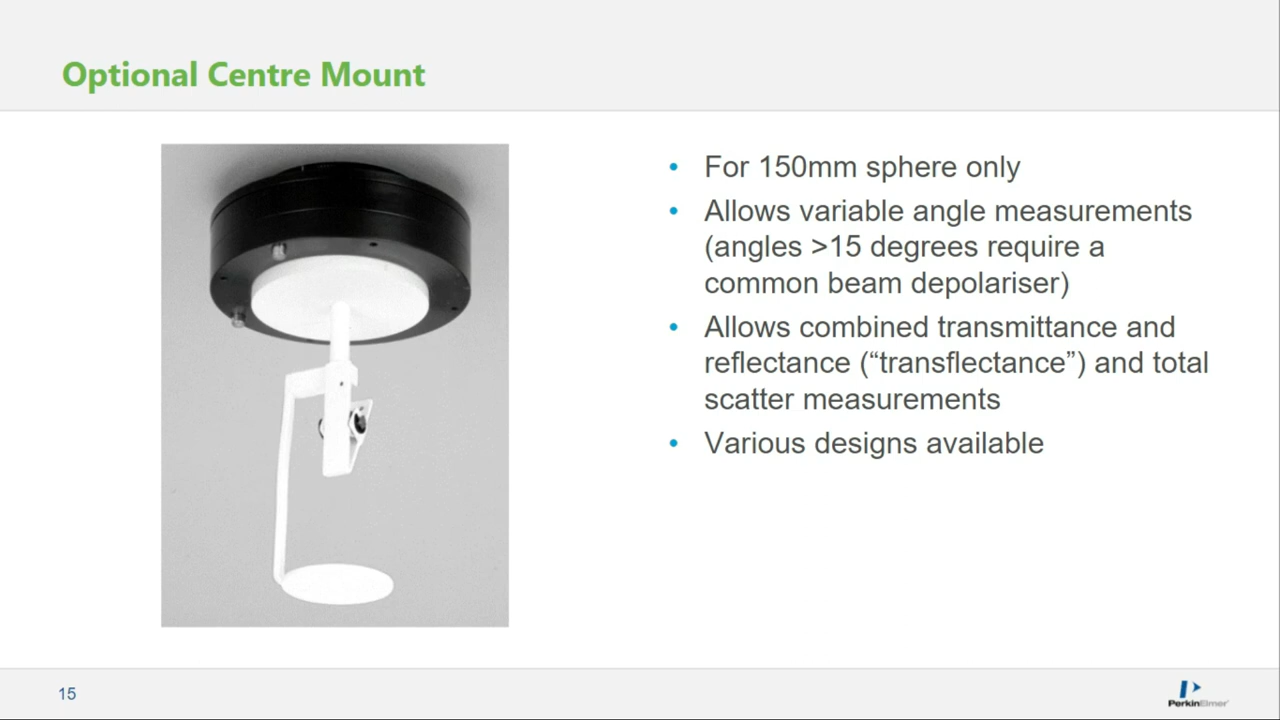 Optional Centre Mount
• For 150mm sphere only
• Allows variable angle measurements
(angles >15 degrees require a
common beam depolariser)
• Allows combined transmittance and
reflectance (“transflectance”) and total
scatter measurements
• Various designs available
15
PerkinElmer